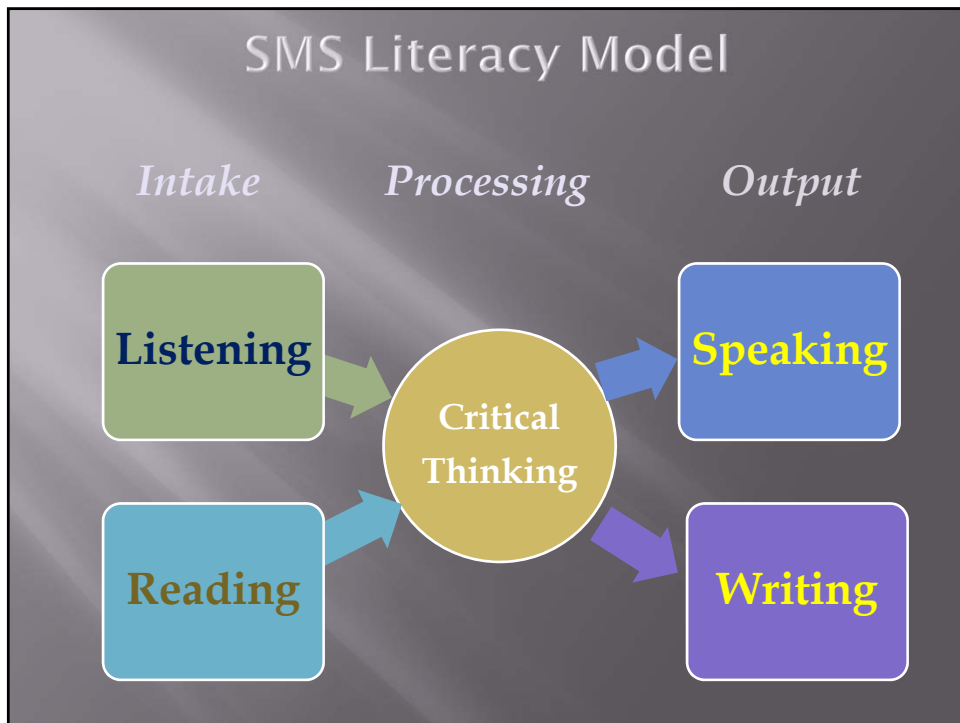 SMS Literacy Model
Intake Processing Output
Listening
Speaking
Critical
Thinking
Reading
Writing